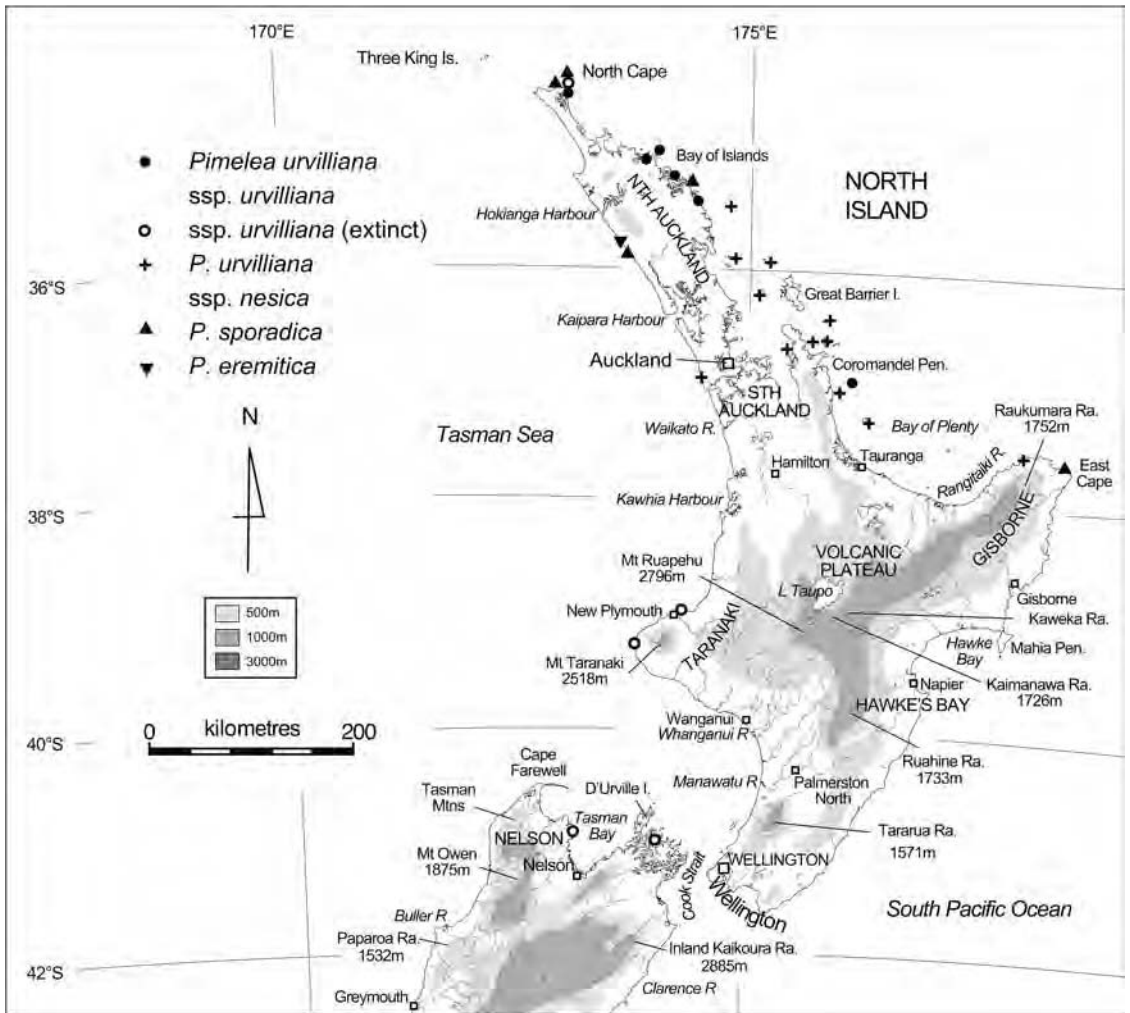 170°E
175°E
Three King Is.
North Cape
Pimelea urvilliana
ssp. urvilliana
ssp. urvilliana (extinct)
P. urvilliana
ssp. nesica
P. sporadica
P. eremitica
Bay of Islands
NTH AUCKLAND
NORTH
ISLAND
Hokianga Harbour
36°S
Great Barrier I.
Kaipara Harbour
Auckland
Coromandel Pen.
STH
AUCKLAND
N
Tasman Sea
Waikato R.
Bay of Plenty
Raukumara Ra.
1752m
Hamilton
Tauranga
Rangitaiki R.
East
Cape
Kawhia Harbour
38°S
GISBORNE
VOLCANIC
PLATEAU
Mt Ruapehu
2796m
L Taupo
Gisborne
500m
1000m
3000m
New Plymouth
Kaweka Ra.
TARANAKI
Hawke
Bay
Mahia Pen.
Mt Taranaki
2518m
Napier
Kaimanawa Ra.
1726m
HAWKE'S BAY
kilometres
0
200
Wanganui
Whanganui R
40°S
Ruahine Ra.
1733m
Cape
Farewell
D'Urville I.
Manawatu R
Palmerston
North
Tasman
Mtns
Tasman
Bay
NELSON
Tararua Ra.
1571m
Mt Owen
1875m
Nelson
Cook Strait
WELLINGTON
Wellington
South Pacific Ocean
Buller R
Paparoa Ra.
1532m
Inland Kaikoura Ra.
2885m
42°S
Clarence R
Greymouth